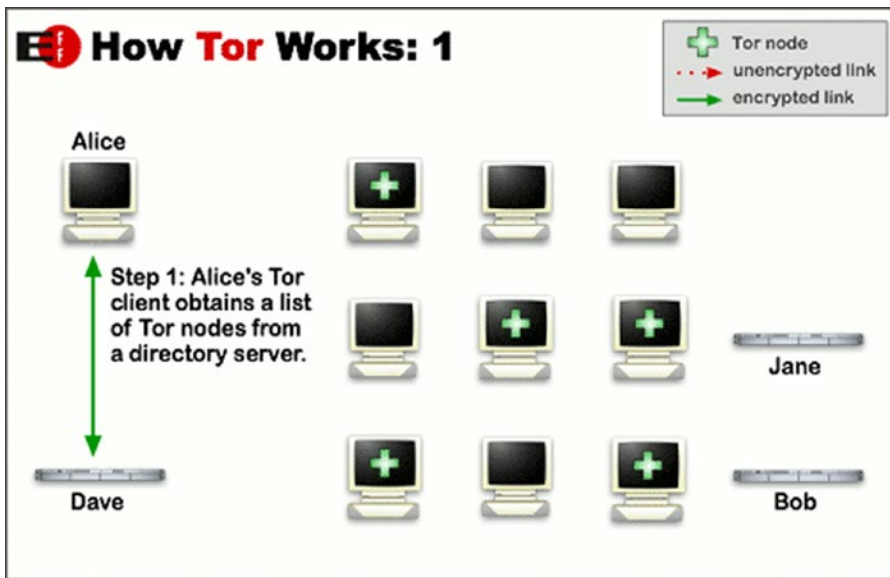 EFF How Tor Works: 1
Tor node
unencrypted link
encrypted link
Alice
Step 1: Alice's Tor
client obtains a list
of Tor nodes from
a directory server.
Jane
Dave
Bob